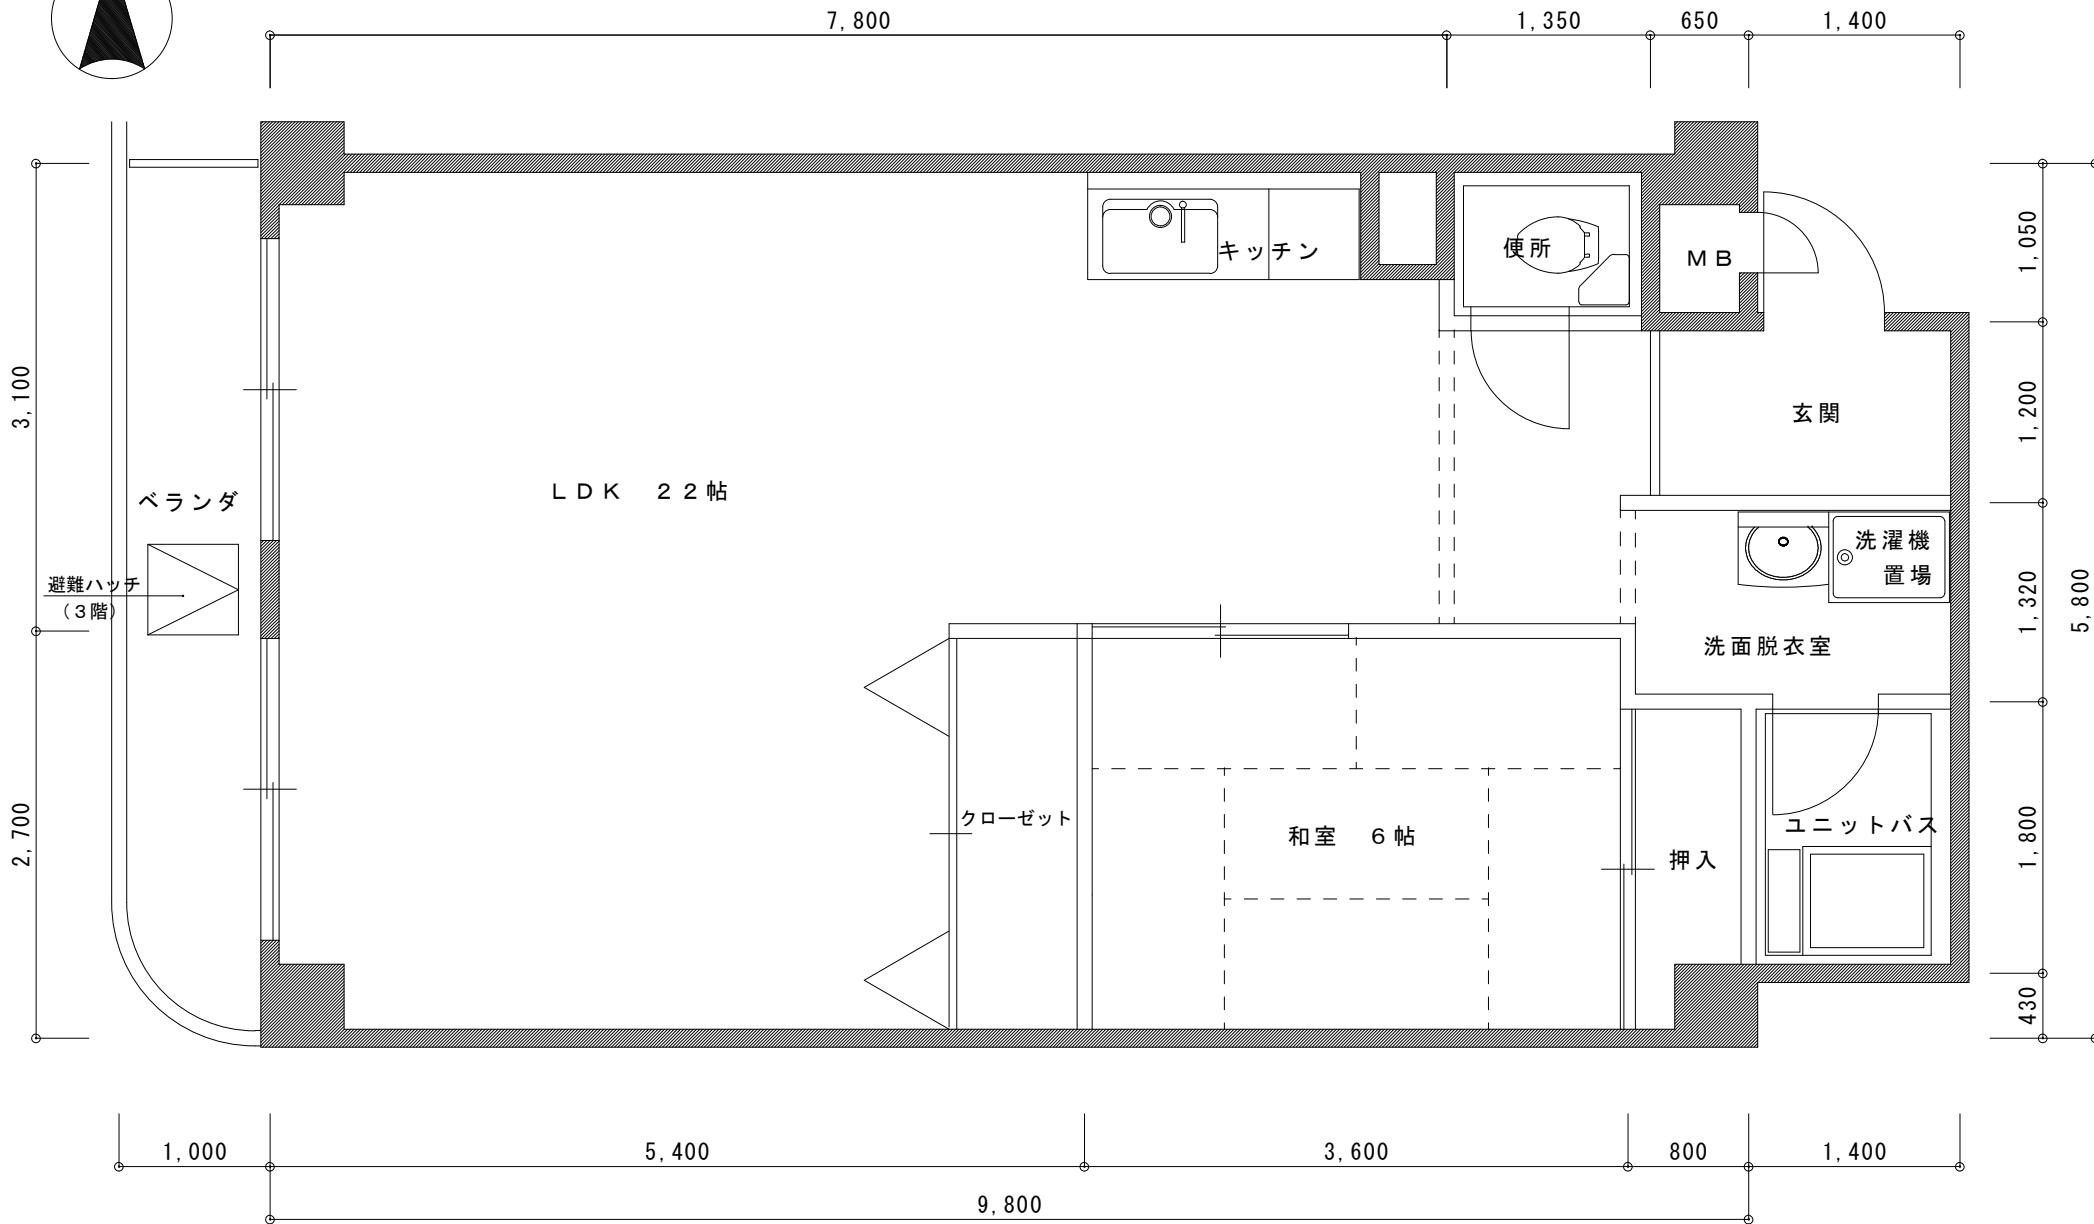 7,800
1,350
650
1,400
キッチン
便所
ＭＢ
1,050
3,100
1,200
玄関
ＬＤＫ　２２帖
ベランダ
洗濯機
置場
避難ハッチ
（３階）
1,320
5,800
洗面脱衣室
2,700
クローゼット
和室　６帖
押入
ユニットバス
1,800
430
1,000
5,400
3,600
800
1,400
9,800